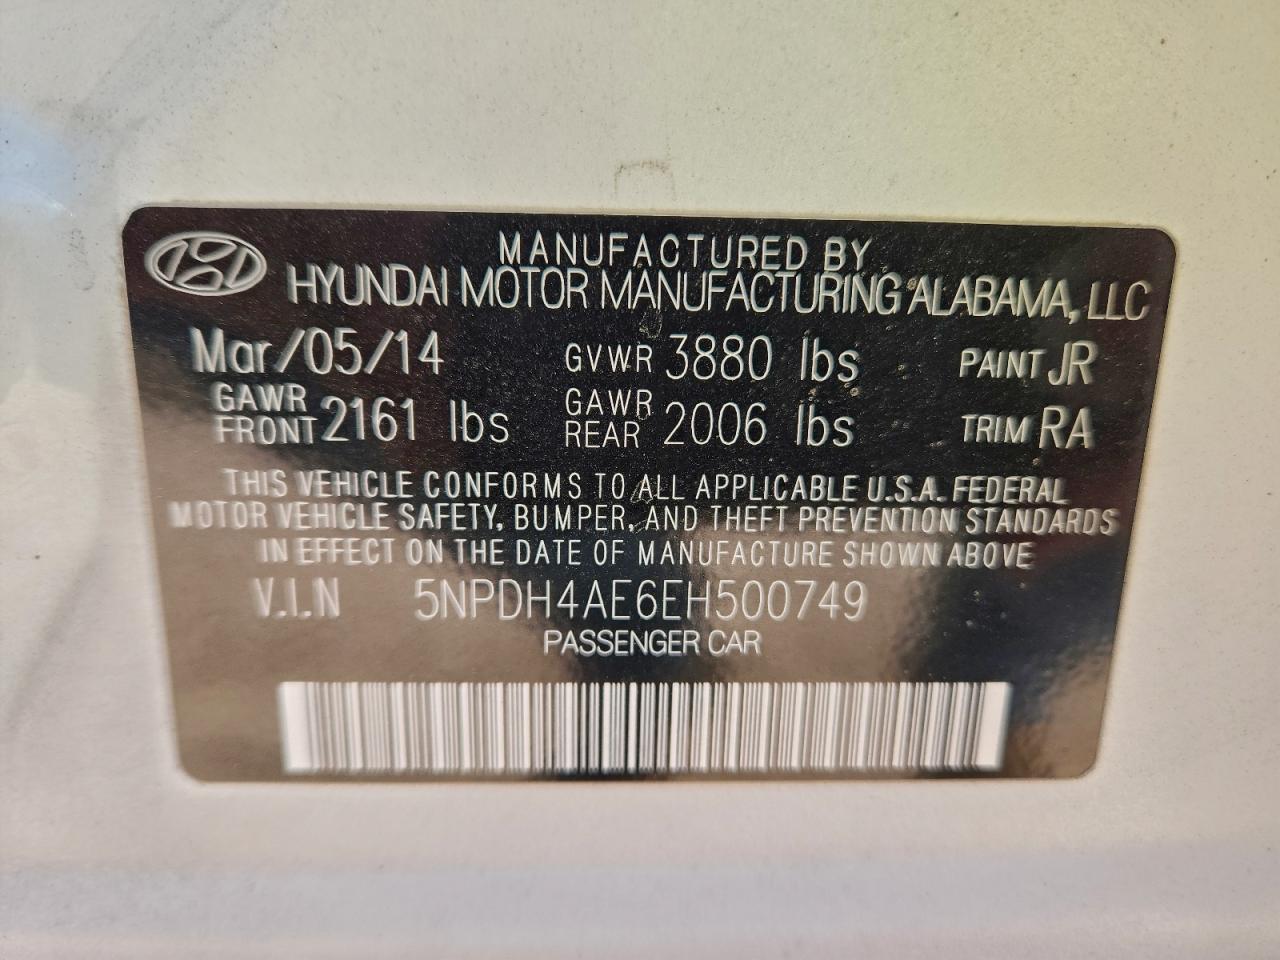 MANUFACTURED BY
HYUNDAI MOTOR MANUFACTURING ALABAMA, LLC
Mar/05/14 GVWR 3880 lbs PAINT JR
GAWR FRONT 2161 lbs GAWR REAR 2006 lbs TRIM RA
THIS VEHICLE CONFORMS TO ALL APPLICABLE U.S.A. FEDERAL
MOTOR VEHICLE SAFETY, BUMPER, AND THEFT PREVENTION STANDARDS
IN EFFECT ON THE DATE OF MANUFACTURE SHOWN ABOVE
V.I.N 5NPDH4AE6EH500749
PASSENGER CAR